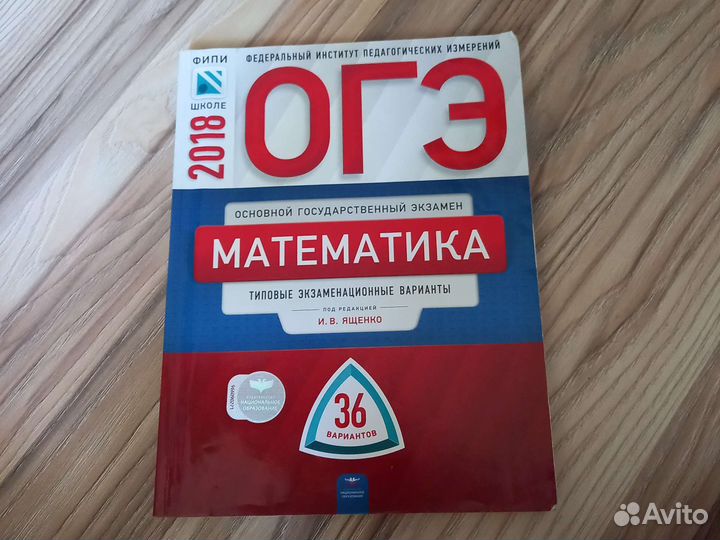 ФИПИ
ШКОЛЕ
2018
ФЕДЕРАЛЬНЫЙ ИНСТИТУТ ПЕДАГОГИЧЕСКИХ ИЗМЕРЕНИЙ
ОГЭ
ОСНОВНОЙ ГОСУДАРСТВЕННЫЙ ЭКЗАМЕН
МАТЕМАТИКА
ТИПОВЫЕ ЭКЗАМЕНАЦИОННЫЕ ВАРИАНТЫ
ПОД РЕДАКЦИЕЙ
И. В. ЯЩЕНКО
НАЦИОНАЛЬНОЕ
ОБРАЗОВАНИЕ
36
ВАРИАНТОВ
Avito